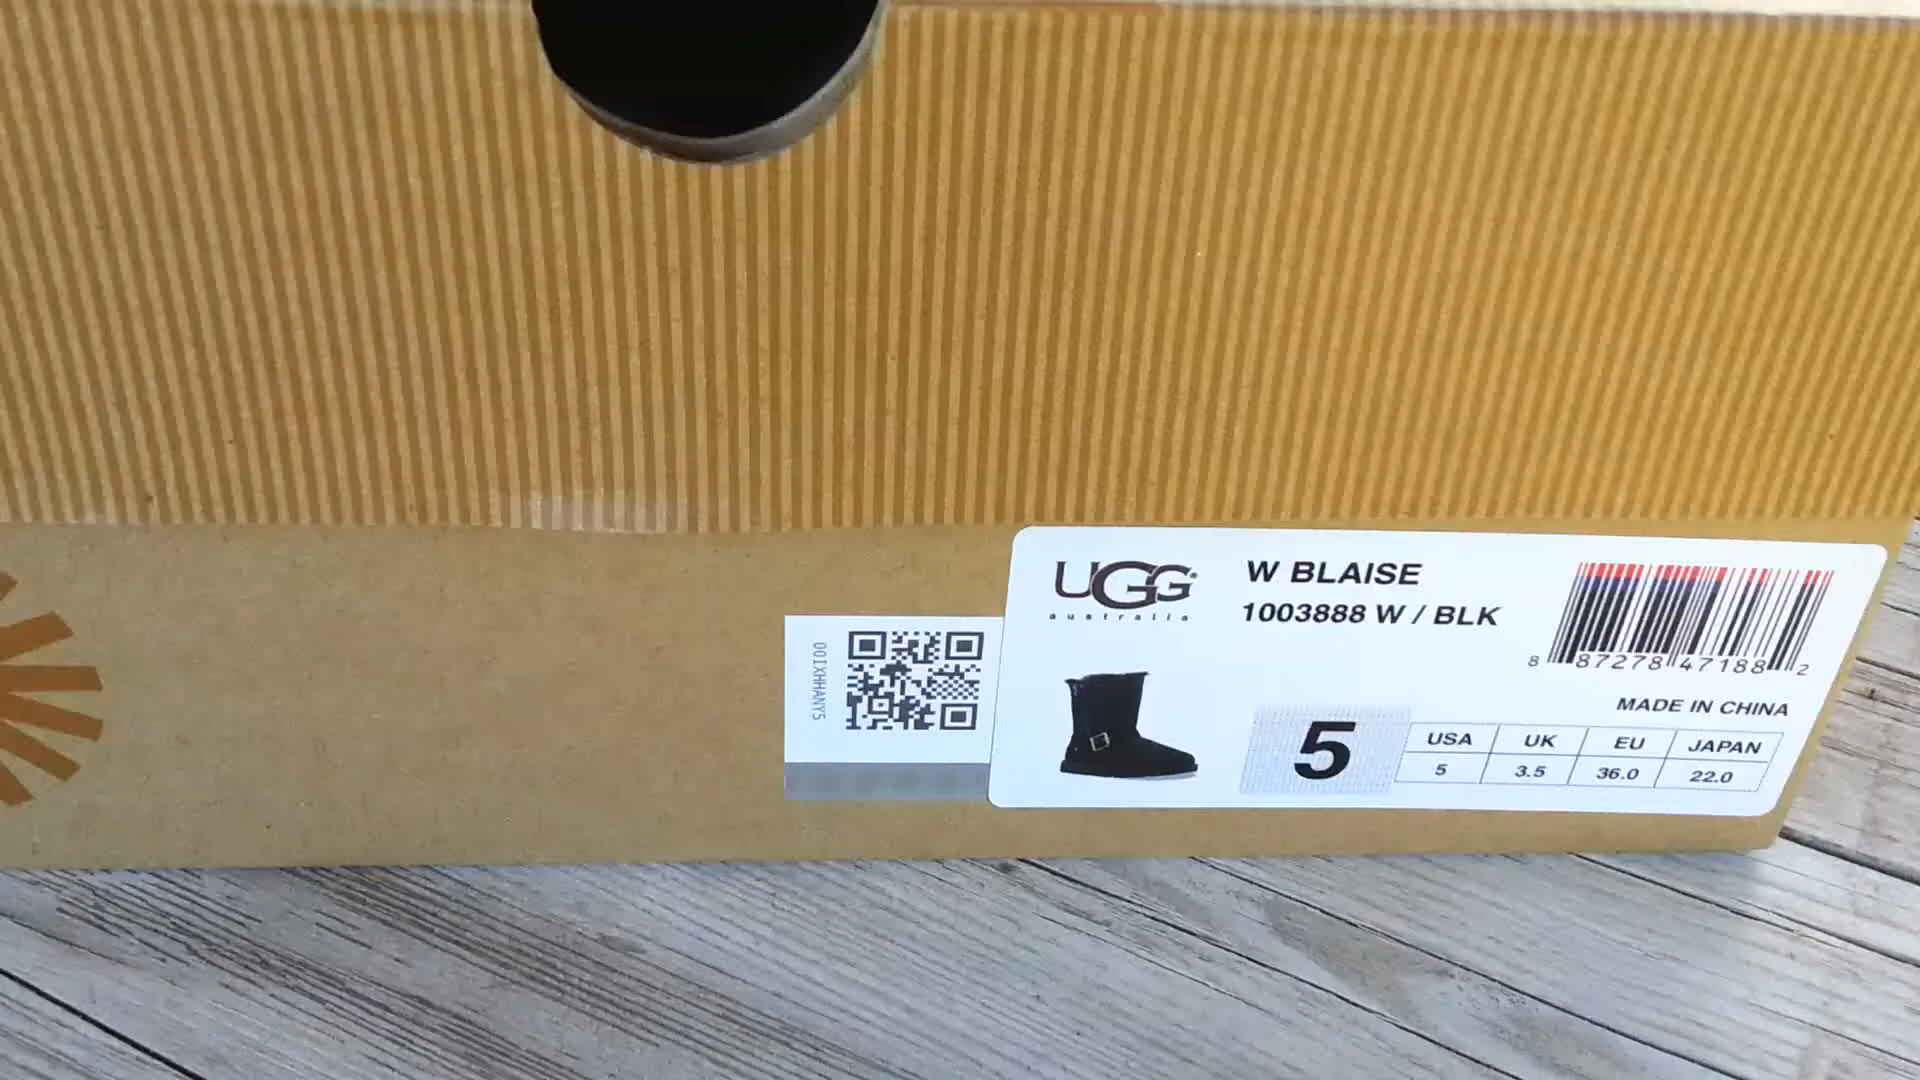 UGG®
australia
W BLAISE
1003888 W / BLK
8 87278 47188 2
MADE IN CHINA
5
USA UK EU JAPAN
5 3.5 36.0 22.0